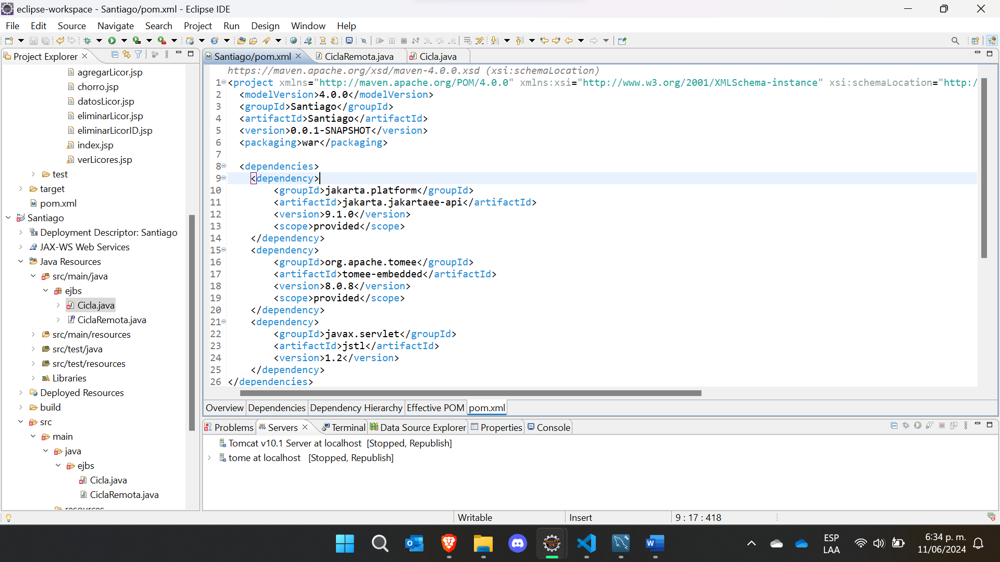 eclipse-workspace - Santiago/pom.xml - Eclipse IDE
File Edit Source Navigate Search Project Run Design Window Help
Project Explorer
agregarLicor.jsp
chorro.jsp
datosLicor.jsp
eliminarLicor.jsp
eliminarLicorID.jsp
index.jsp
verLicores.jsp
test
target
pom.xml
Santiago
Deployment Descriptor: Santiago
JAX-WS Web Services
Java Resources
src/main/java
ejbs
Cicla.java
CiclaRemota.java
src/main/resources
src/test/java
src/test/resources
Libraries
Deployed Resources
build
src
main
java
ejbs
Cicla.java
CiclaRemota.java
resources
Santiago/pom.xml CiclaRemota.java Cicla.java
https://maven.apache.org/xsd/maven-4.0.0.xsd (xsi:schemaLocation)
1 <project xmlns="http://maven.apache.org/POM/4.0.0" xmlns:xsi="http://www.w3.org/2001/XMLSchema-instance" xsi:schemaLocation="http:/
2 <modelVersion>4.0.0</modelVersion>
3 <groupId>Santiago</groupId>
4 <artifactId>Santiago</artifactId>
5 <version>0.0.1-SNAPSHOT</version>
6 <packaging>war</packaging>
7
8 <dependencies>
9 <dependency>
10 <groupId>jakarta.platform</groupId>
11 <artifactId>jakarta.jakartaee-api</artifactId>
12 <version>9.1.0</version>
13 <scope>provided</scope>
14 </dependency>
15 <dependency>
16 <groupId>org.apache.tomee</groupId>
17 <artifactId>tomee-embedded</artifactId>
18 <version>8.0.8</version>
19 <scope>provided</scope>
20 </dependency>
21 <dependency>
22 <groupId>javax.servlet</groupId>
23 <artifactId>jstl</artifactId>
24 <version>1.2</version>
25 </dependency>
26 </dependencies>
Overview Dependencies Dependency Hierarchy Effective POM pom.xml
Problems Servers Terminal Data Source Explorer Properties Console
Tomcat v10.1 Server at localhost [Stopped, Republish]
tome at localhost [Stopped, Republish]
Writable Insert 9 : 17 : 418
ESP
LAA
6:34 p. m.
11/06/2024